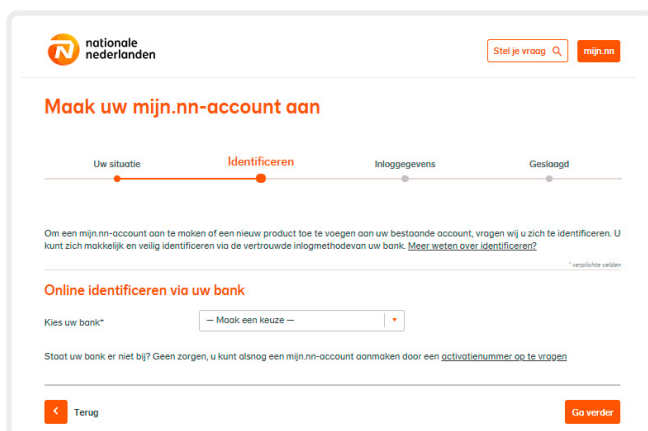 nationale
nederlanden
Stel je vraag
mijn.nn
Maak uw mijn.nn-account aan
Uw situatie
Identificeren
Inloggegevens
Geslaagd
Om een mijn.nn-account aan te maken of een nieuw product toe te voegen aan uw bestaande account, vragen wij u zich te identificeren. U
kunt zich makkelijk en veilig identificeren via de vertrouwde inlogmethodevan uw bank. Meer weten over identificeren?
* verplichte velden
Online identificeren via uw bank
Kies uw bank*
— Maak een keuze —
Staat uw bank er niet bij? Geen zorgen, u kunt alsnog een mijn.nn-account aanmaken door een activatienummer op te vragen
Terug
Ga verder